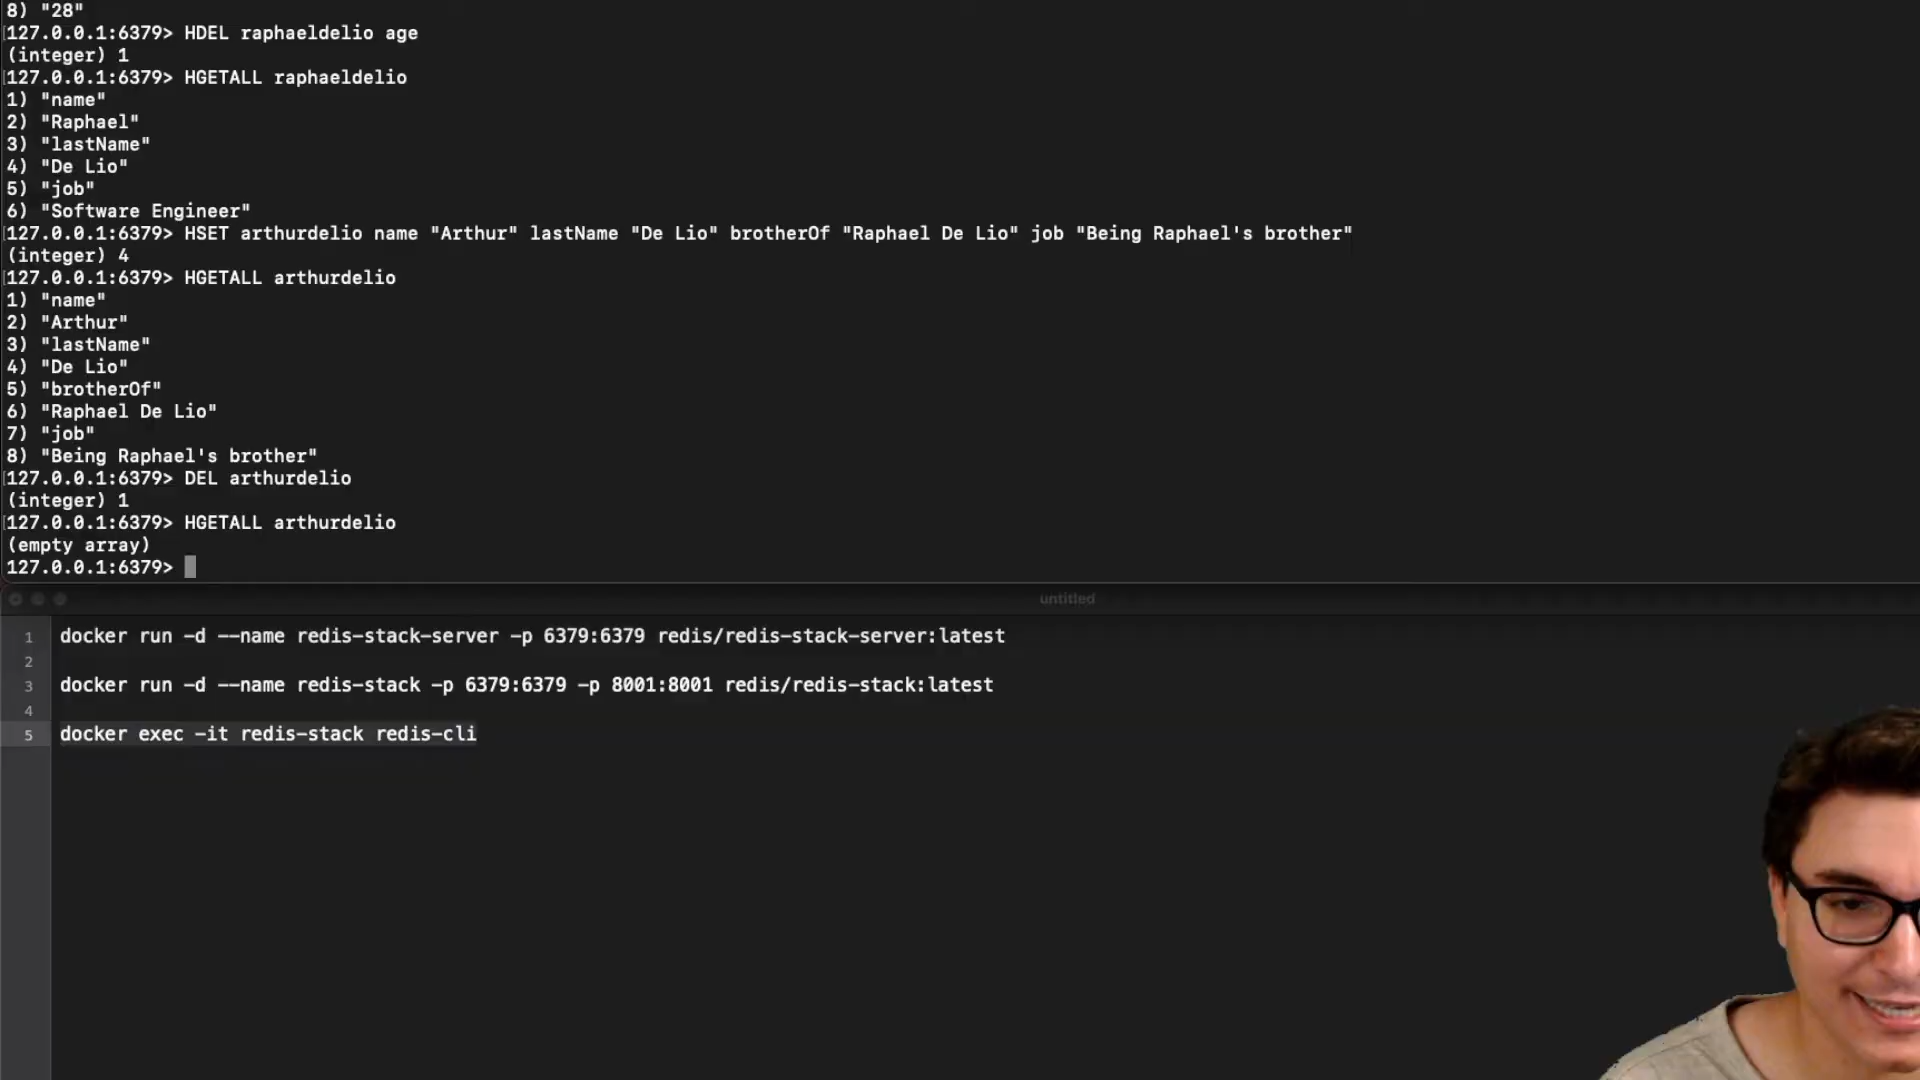 8) "28"
127.0.0.1:6379> HDEL raphaeldelio age
(integer) 1
127.0.0.1:6379> HGETALL raphaeldelio
1) "name"
2) "Raphael"
3) "lastName"
4) "De Lio"
5) "job"
6) "Software Engineer"
127.0.0.1:6379> HSET arthurdelio name "Arthur" lastName "De Lio" brotherOf "Raphael De Lio" job "Being Raphael's brother"
(integer) 4
127.0.0.1:6379> HGETALL arthurdelio
1) "name"
2) "Arthur"
3) "lastName"
4) "De Lio"
5) "brotherOf"
6) "Raphael De Lio"
7) "job"
8) "Being Raphael's brother"
127.0.0.1:6379> DEL arthurdelio
(integer) 1
127.0.0.1:6379> HGETALL arthurdelio
(empty array)
127.0.0.1:6379>
untitled
1 docker run -d --name redis-stack-server -p 6379:6379 redis/redis-stack-server:latest
2
3 docker run -d --name redis-stack -p 6379:6379 -p 8001:8001 redis/redis-stack:latest
4
5 docker exec -it redis-stack redis-cli